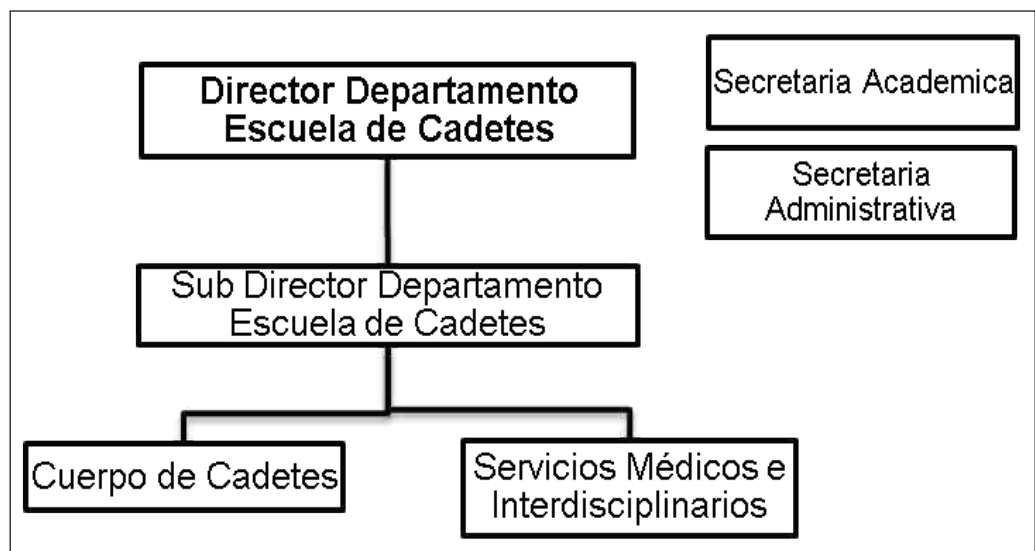 Director Departamento
Escuela de Cadetes
Secretaria Academica
Secretaria
Administrativa
Sub Director Departamento
Escuela de Cadetes
Cuerpo de Cadetes
Servicios Médicos e
Interdisciplinarios